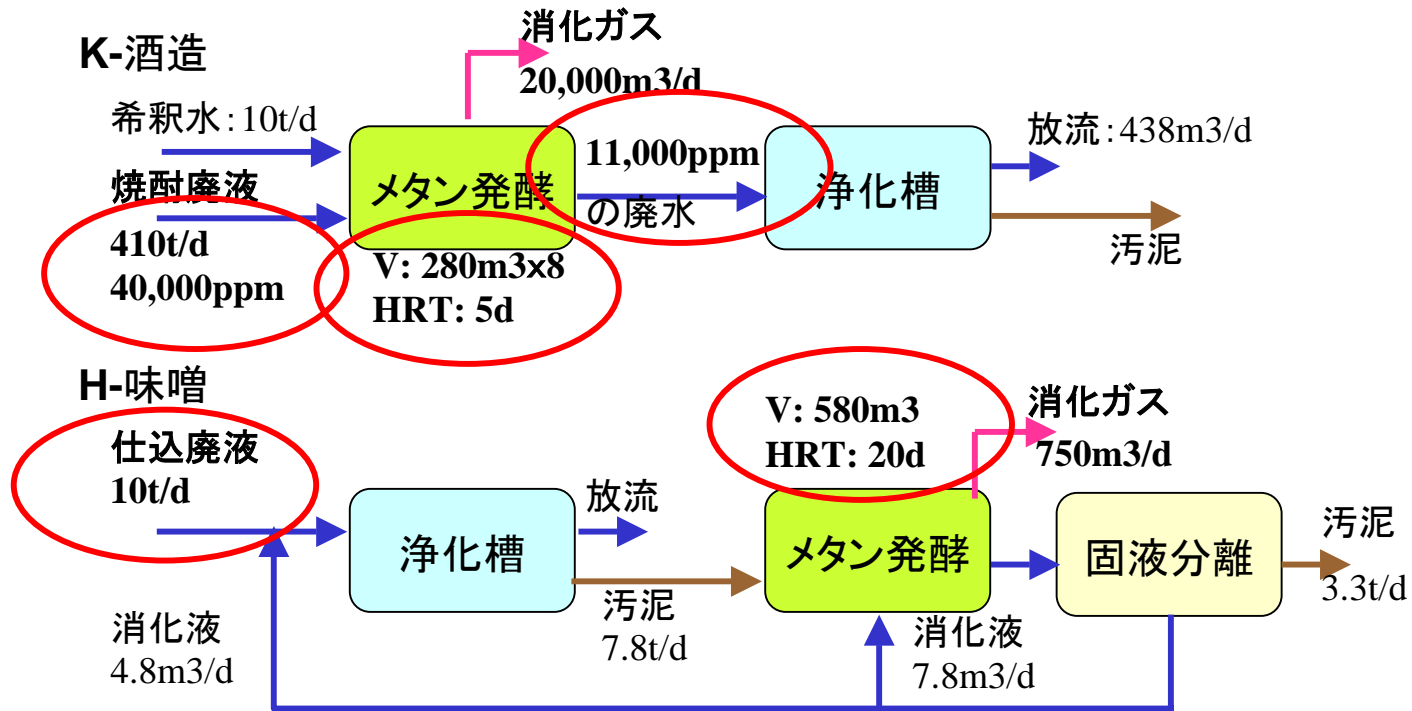 K-酒造
消化ガス
20,000m3/d
希釈水:10t/d
焼酎廃液
410t/d
40,000ppm
メタン発酵
V: 280m3×8
HRT: 5d
11,000ppm
の廃水
浄化槽
放流:438m3/d
汚泥
H-味噌
仕込廃液
10t/d
浄化槽
放流
汚泥
7.8t/d
V: 580m3
HRT: 20d
消化ガス
750m3/d
メタン発酵
固液分離
汚泥
3.3t/d
消化液
4.8m3/d
消化液
7.8m3/d